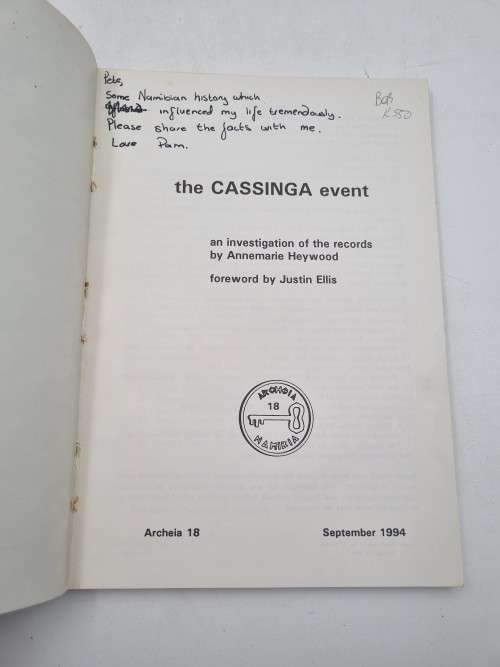 Pete,
Some Namibian history which
influenced my life tremendously.
Please share the facts with me.
Love Pam.
the CASSINGA event
an investigation of the records
by Annemarie Heywood
foreword by Justin Ellis
ARCHEIA
18
NAMIBIA
Archeia 18
September 1994